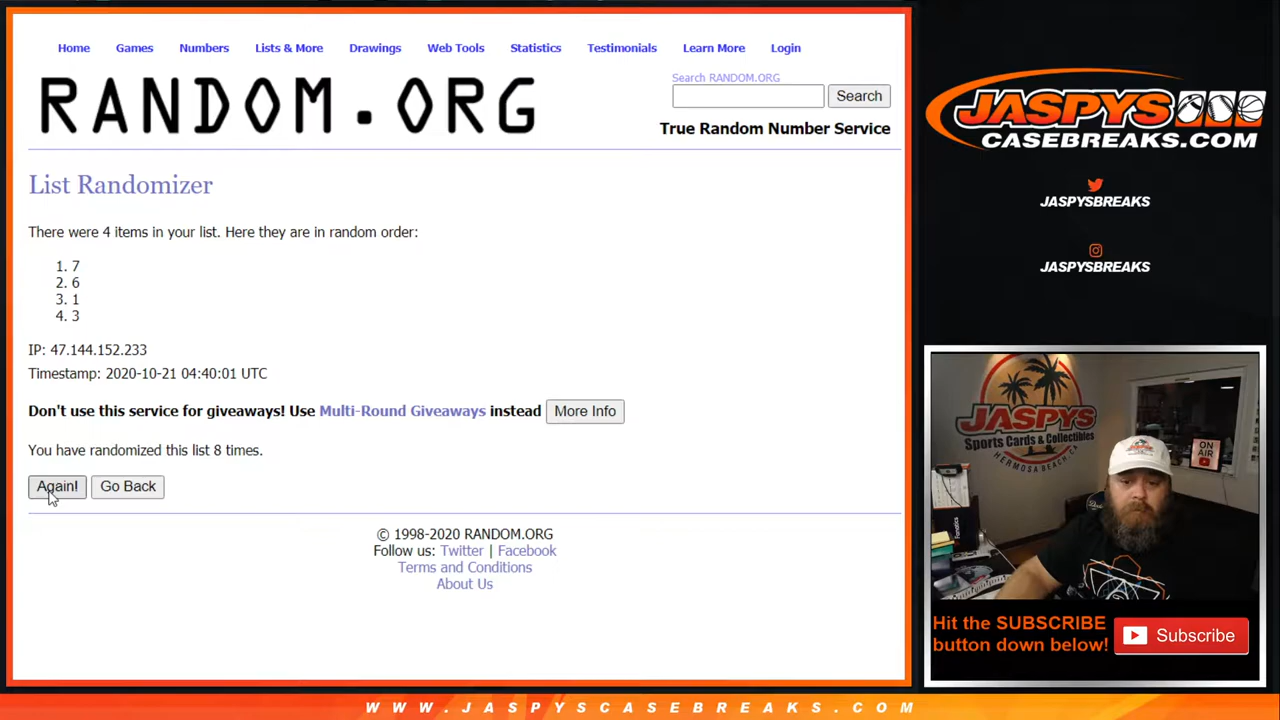 Home Games Numbers Lists & More Drawings Web Tools Statistics Testimonials Learn More Login
RANDOM.ORG
Search RANDOM.ORG
Search
True Random Number Service
List Randomizer
There were 4 items in your list. Here they are in random order:
1. 7
2. 6
3. 1
4. 3
IP: 47.144.152.233
Timestamp: 2020-10-21 04:40:01 UTC
Don't use this service for giveaways! Use Multi-Round Giveaways instead More Info
You have randomized this list 8 times.
Again! Go Back
© 1998-2020 RANDOM.ORG
Follow us: Twitter | Facebook
Terms and Conditions
About Us
JASPYS
CASEBREAKS.COM
JASPYSBREAKS
JASPYSBREAKS
JASPYS
Sports Cards & Collectibles
HERMOSA BEACH, CA
ON
AIR
Fanatics
Hit the SUBSCRIBE
button down below!
Subscribe
WWW.JASPYSCASEBREAKS.COM